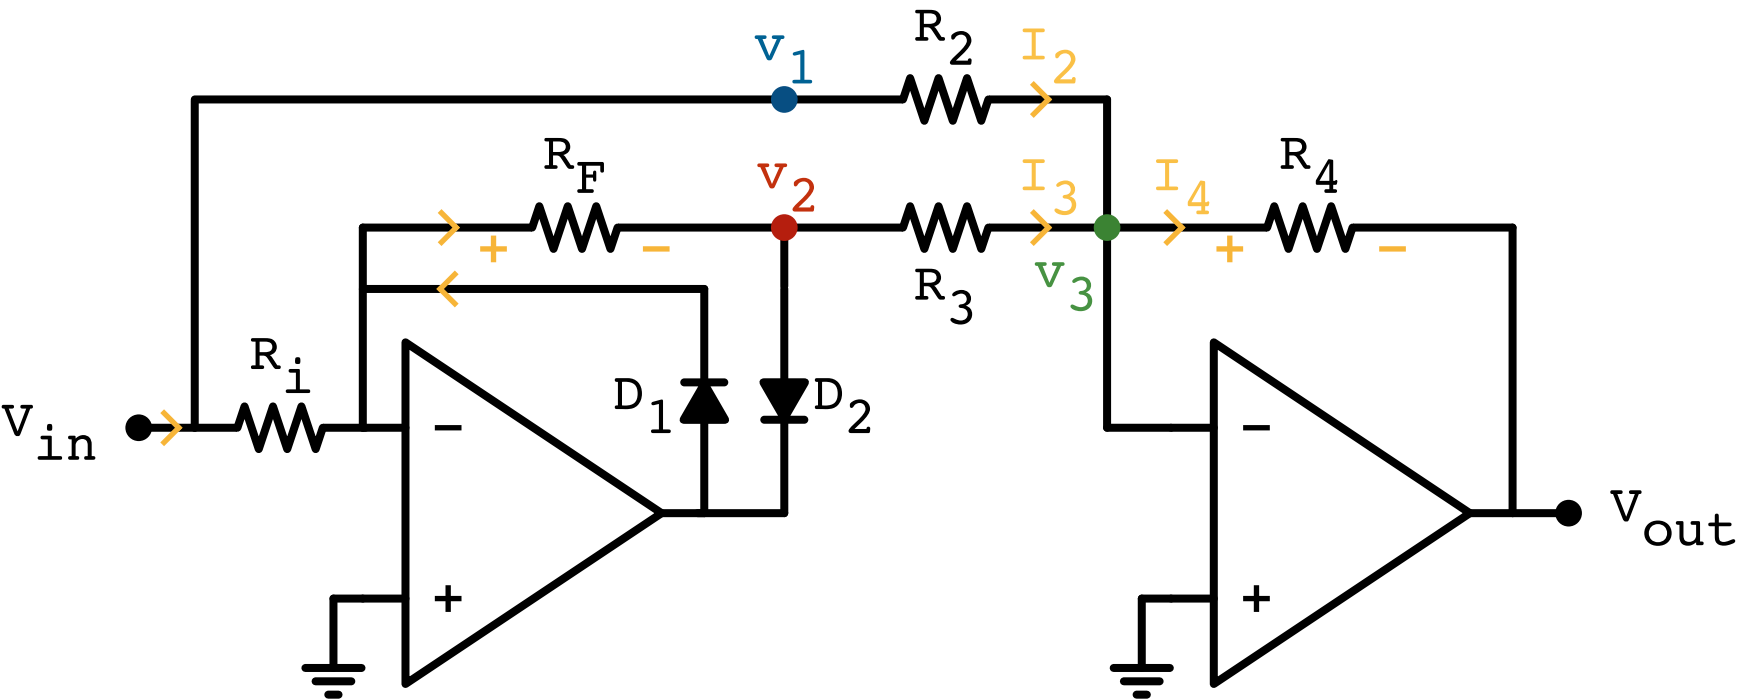 R2
I2
v1
RF
v2
I3
I4
R4
+ −
+ −
v3
R3
Ri
D1
D2
Vin
−
−
Vout
+
+